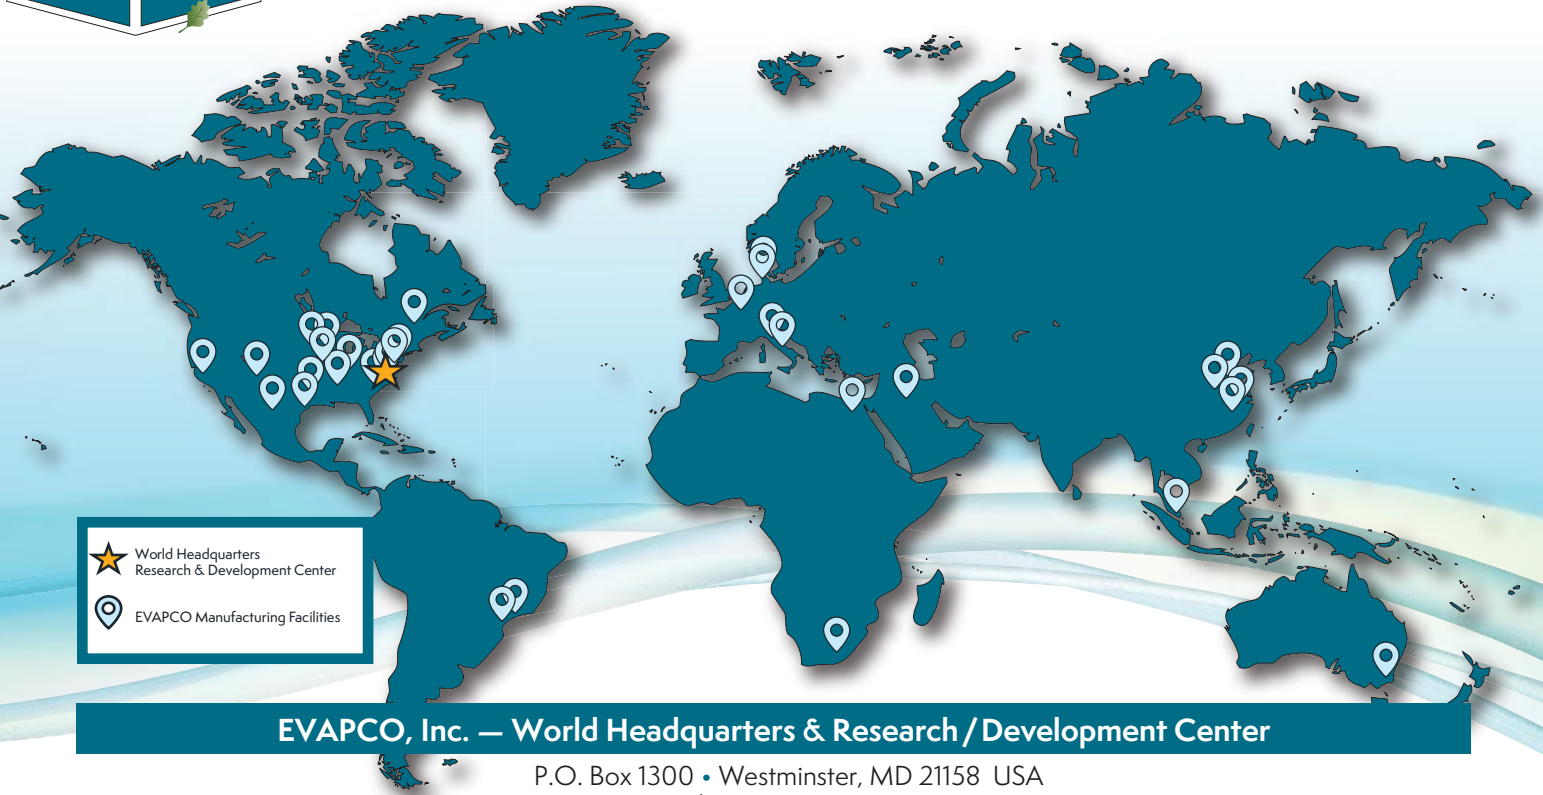 World Headquarters
Research & Development Center
EVAPCO Manufacturing Facilities
EVAPCO, Inc. — World Headquarters & Research / Development Center
P.O. Box 1300 • Westminster, MD 21158 USA